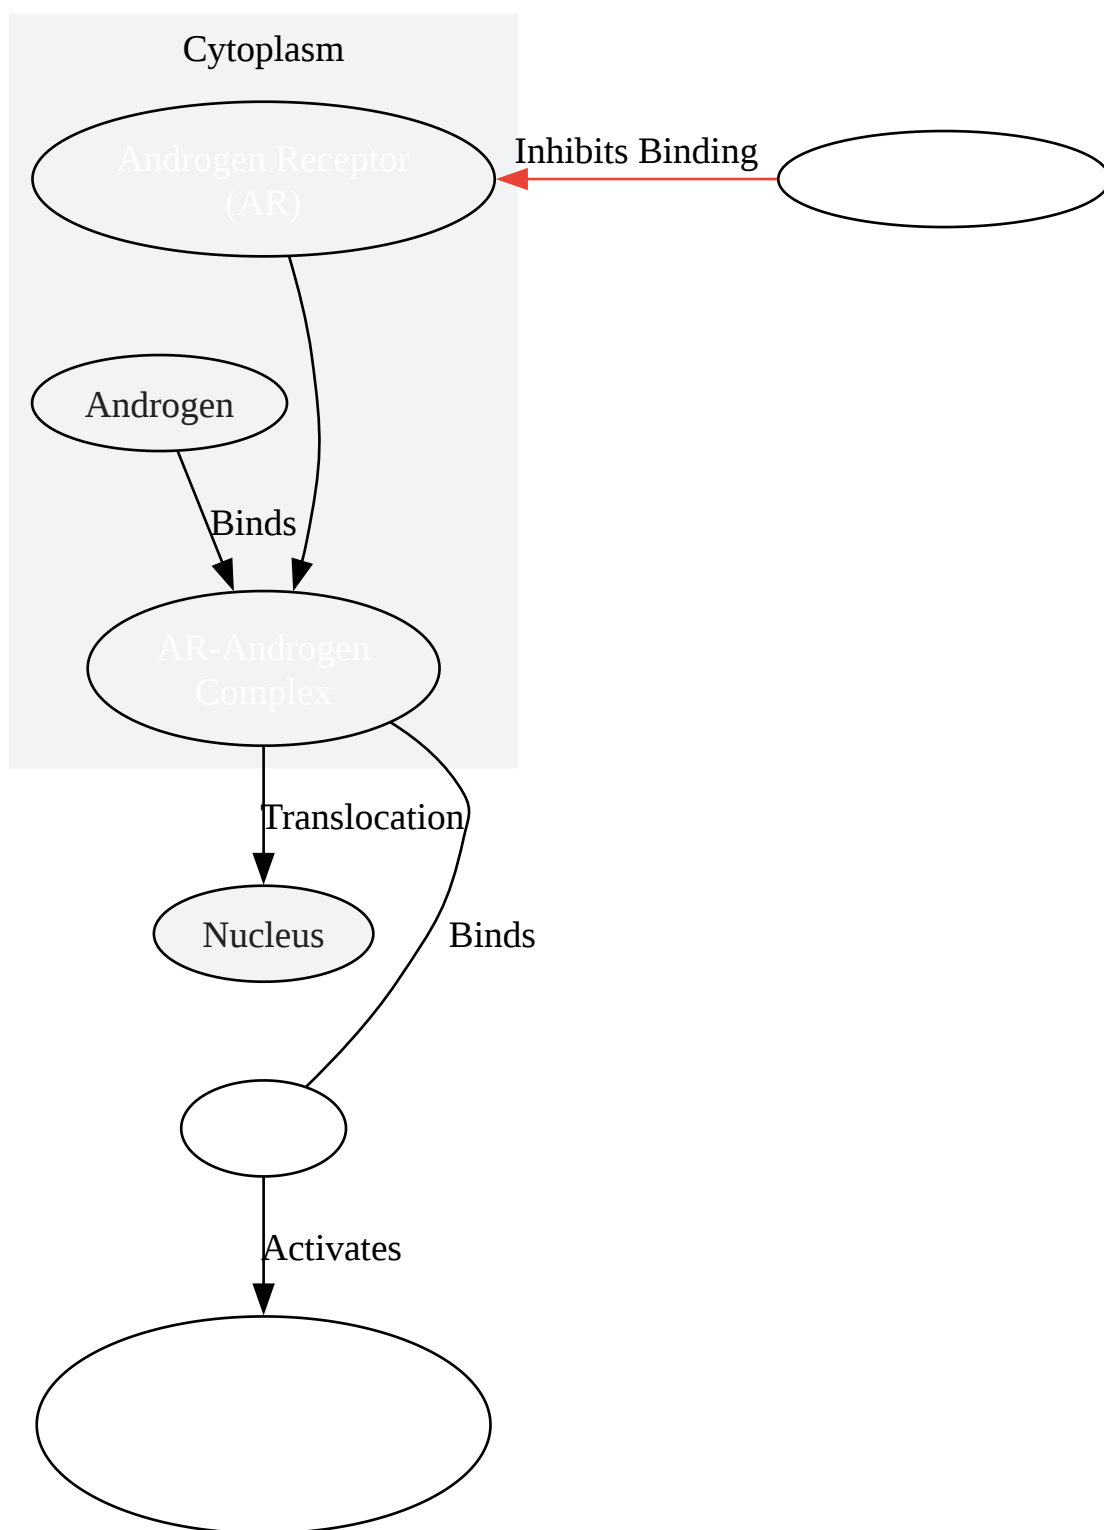 Cytoplasm
Androgen Receptor
(AR)
Inhibits Binding
Androgen
Binds
AR-Androgen
Complex
Translocation
Nucleus
Binds
Activates